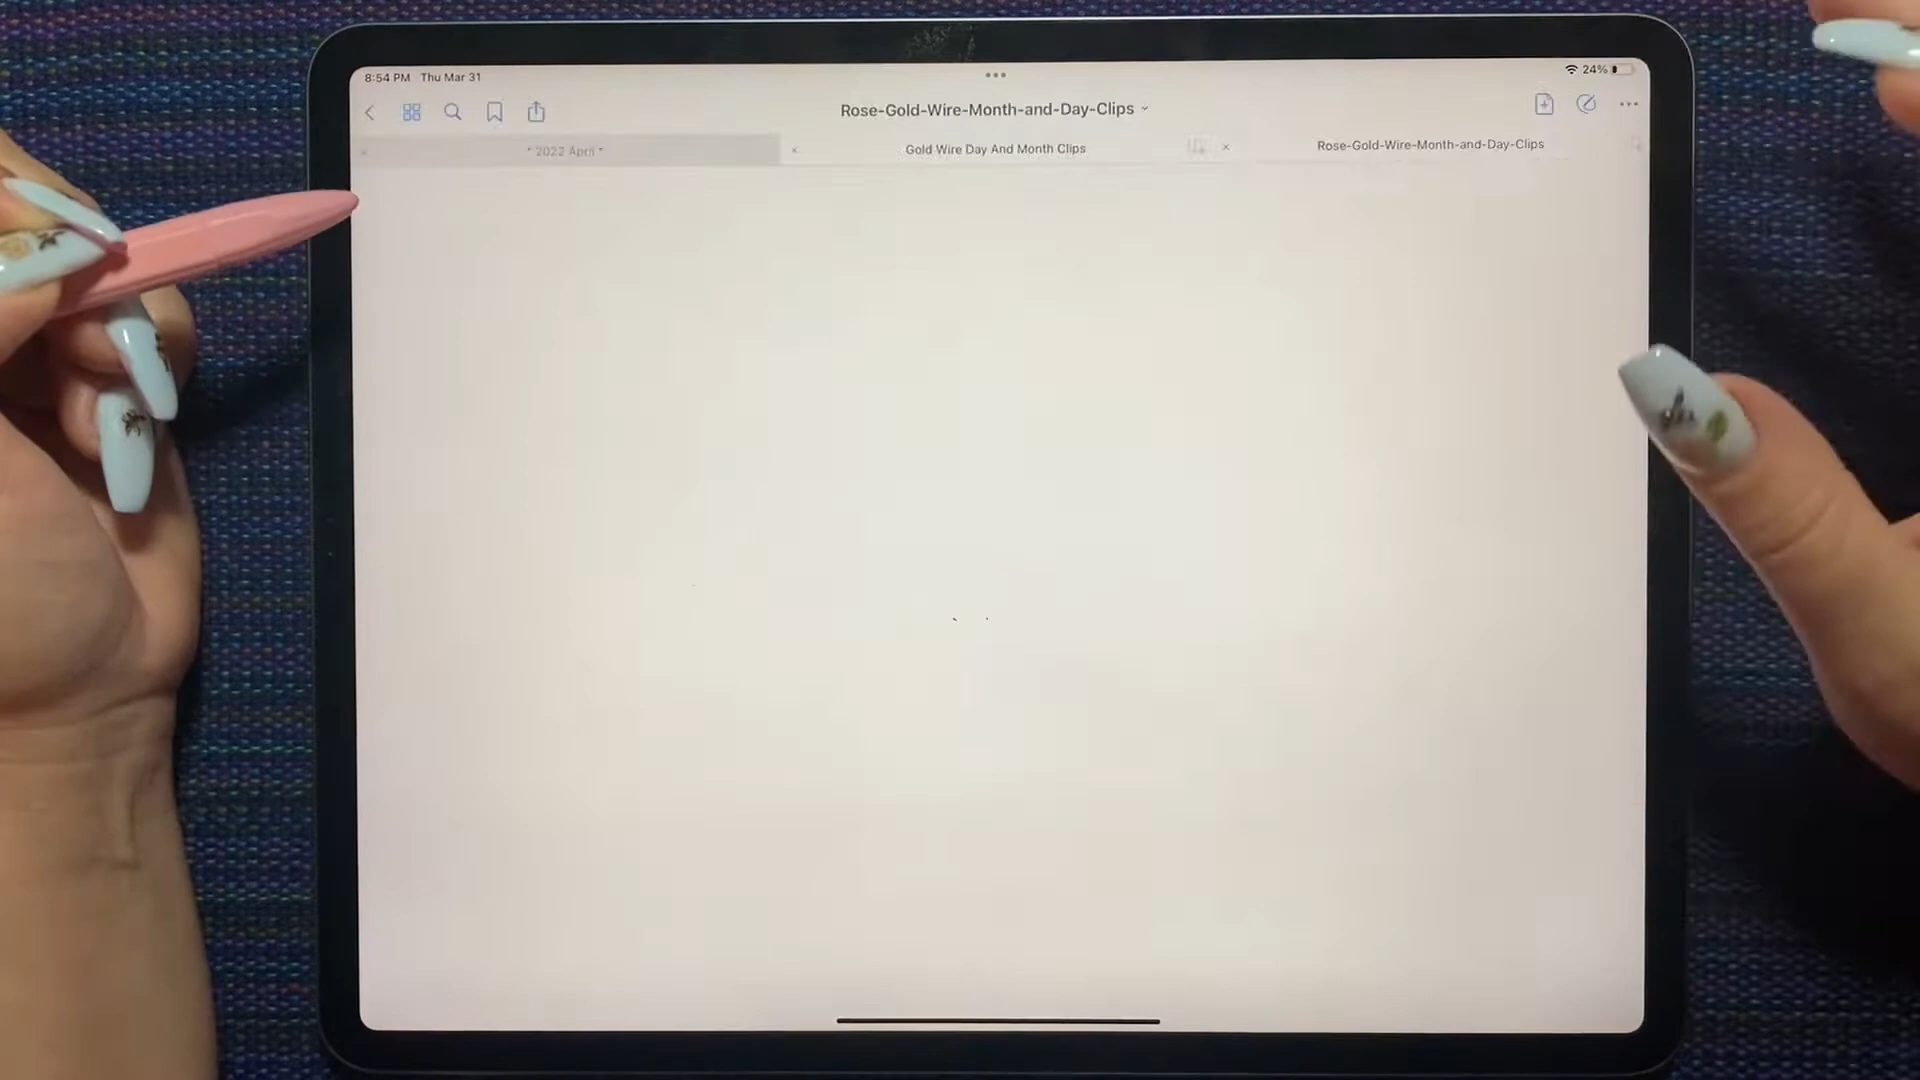 8:54 PM Thu Mar 31
24%
Rose-Gold-Wire-Month-and-Day-Clips
* 2022 April *
Gold Wire Day And Month Clips
Rose-Gold-Wire-Month-and-Day-Clips